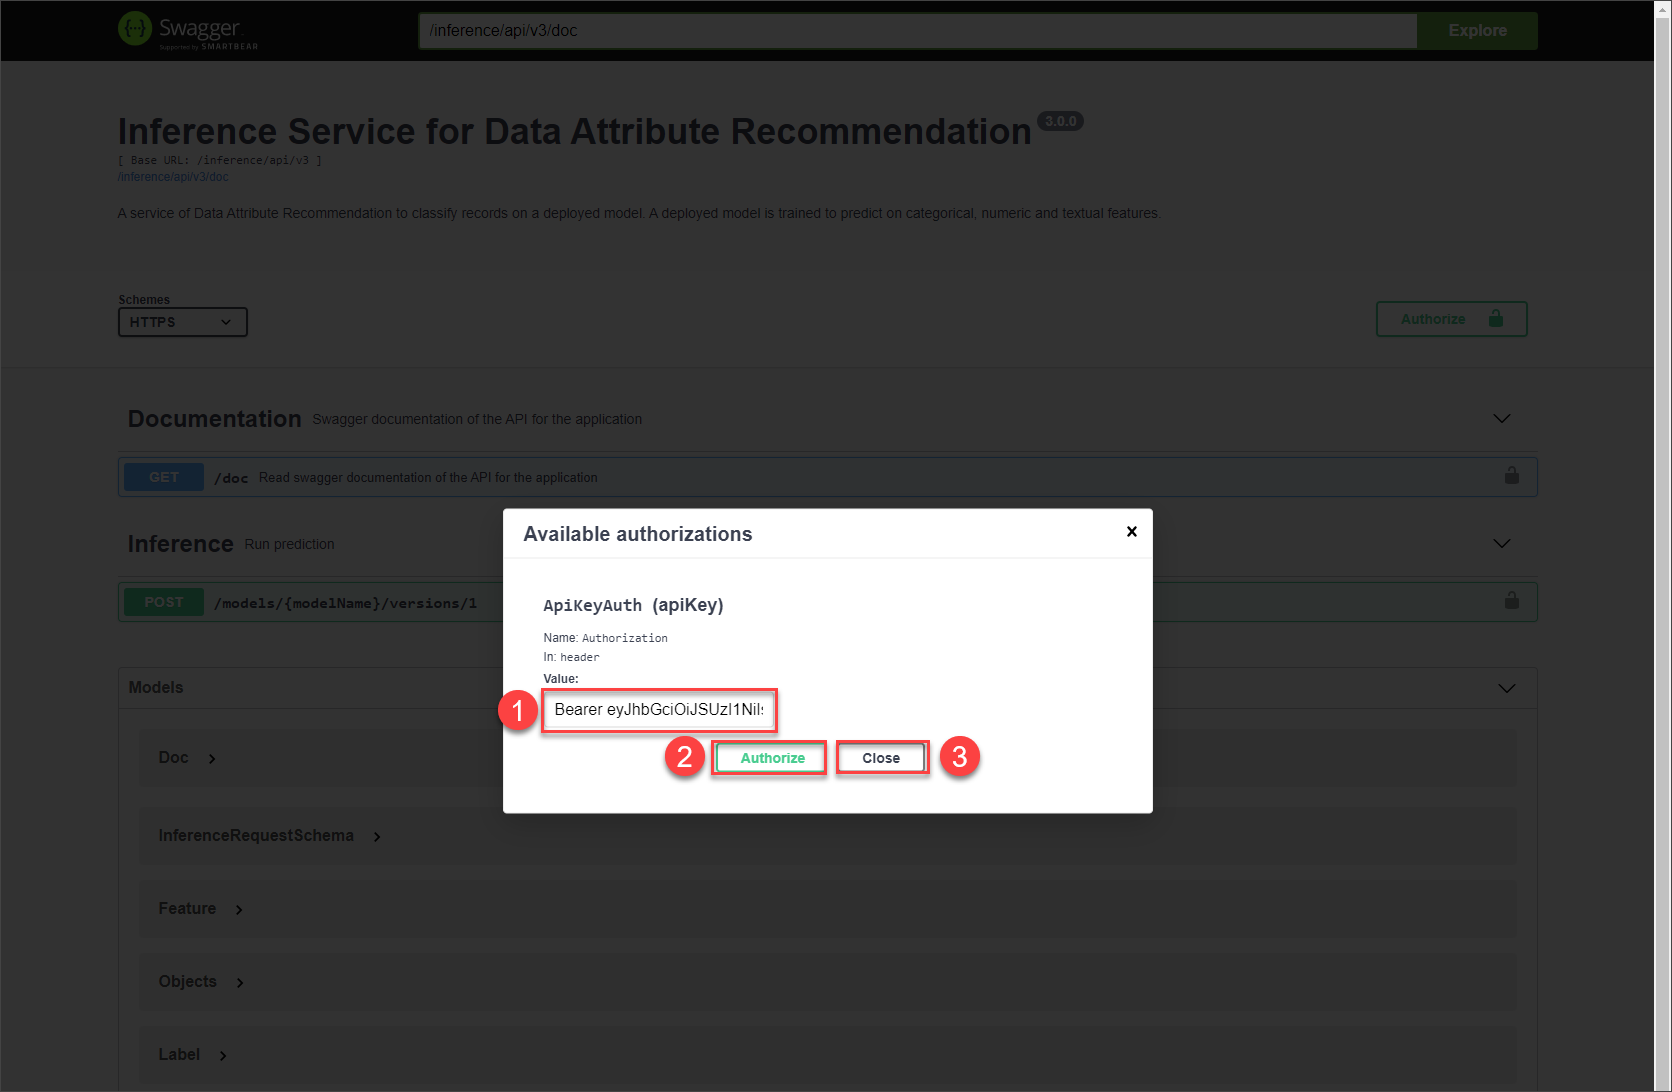 Swagger.
Supported by SMARTBEAR
/inference/api/v3/doc
Explore
Inference Service for Data Attribute Recommendation 3.0.0
[ Base URL: /inference/api/v3 ]
/inference/api/v3/doc
A service of Data Attribute Recommendation to classify records on a deployed model. A deployed model is trained to predict on categorical, numeric and textual features.
Schemes
HTTPS
Authorize
Documentation Swagger documentation of the API for the application
GET /doc Read swagger documentation of the API for the application
Inference Run prediction
POST /models/{modelName}/versions/1
Available authorizations
ApiKeyAuth (apiKey)
Name: Authorization
In: header
Value:
1 Bearer eyJhbGciOiJSUzI1NiIs
2 Authorize Close 3
Models
Doc
InferenceRequestSchema
Feature
Objects
Label